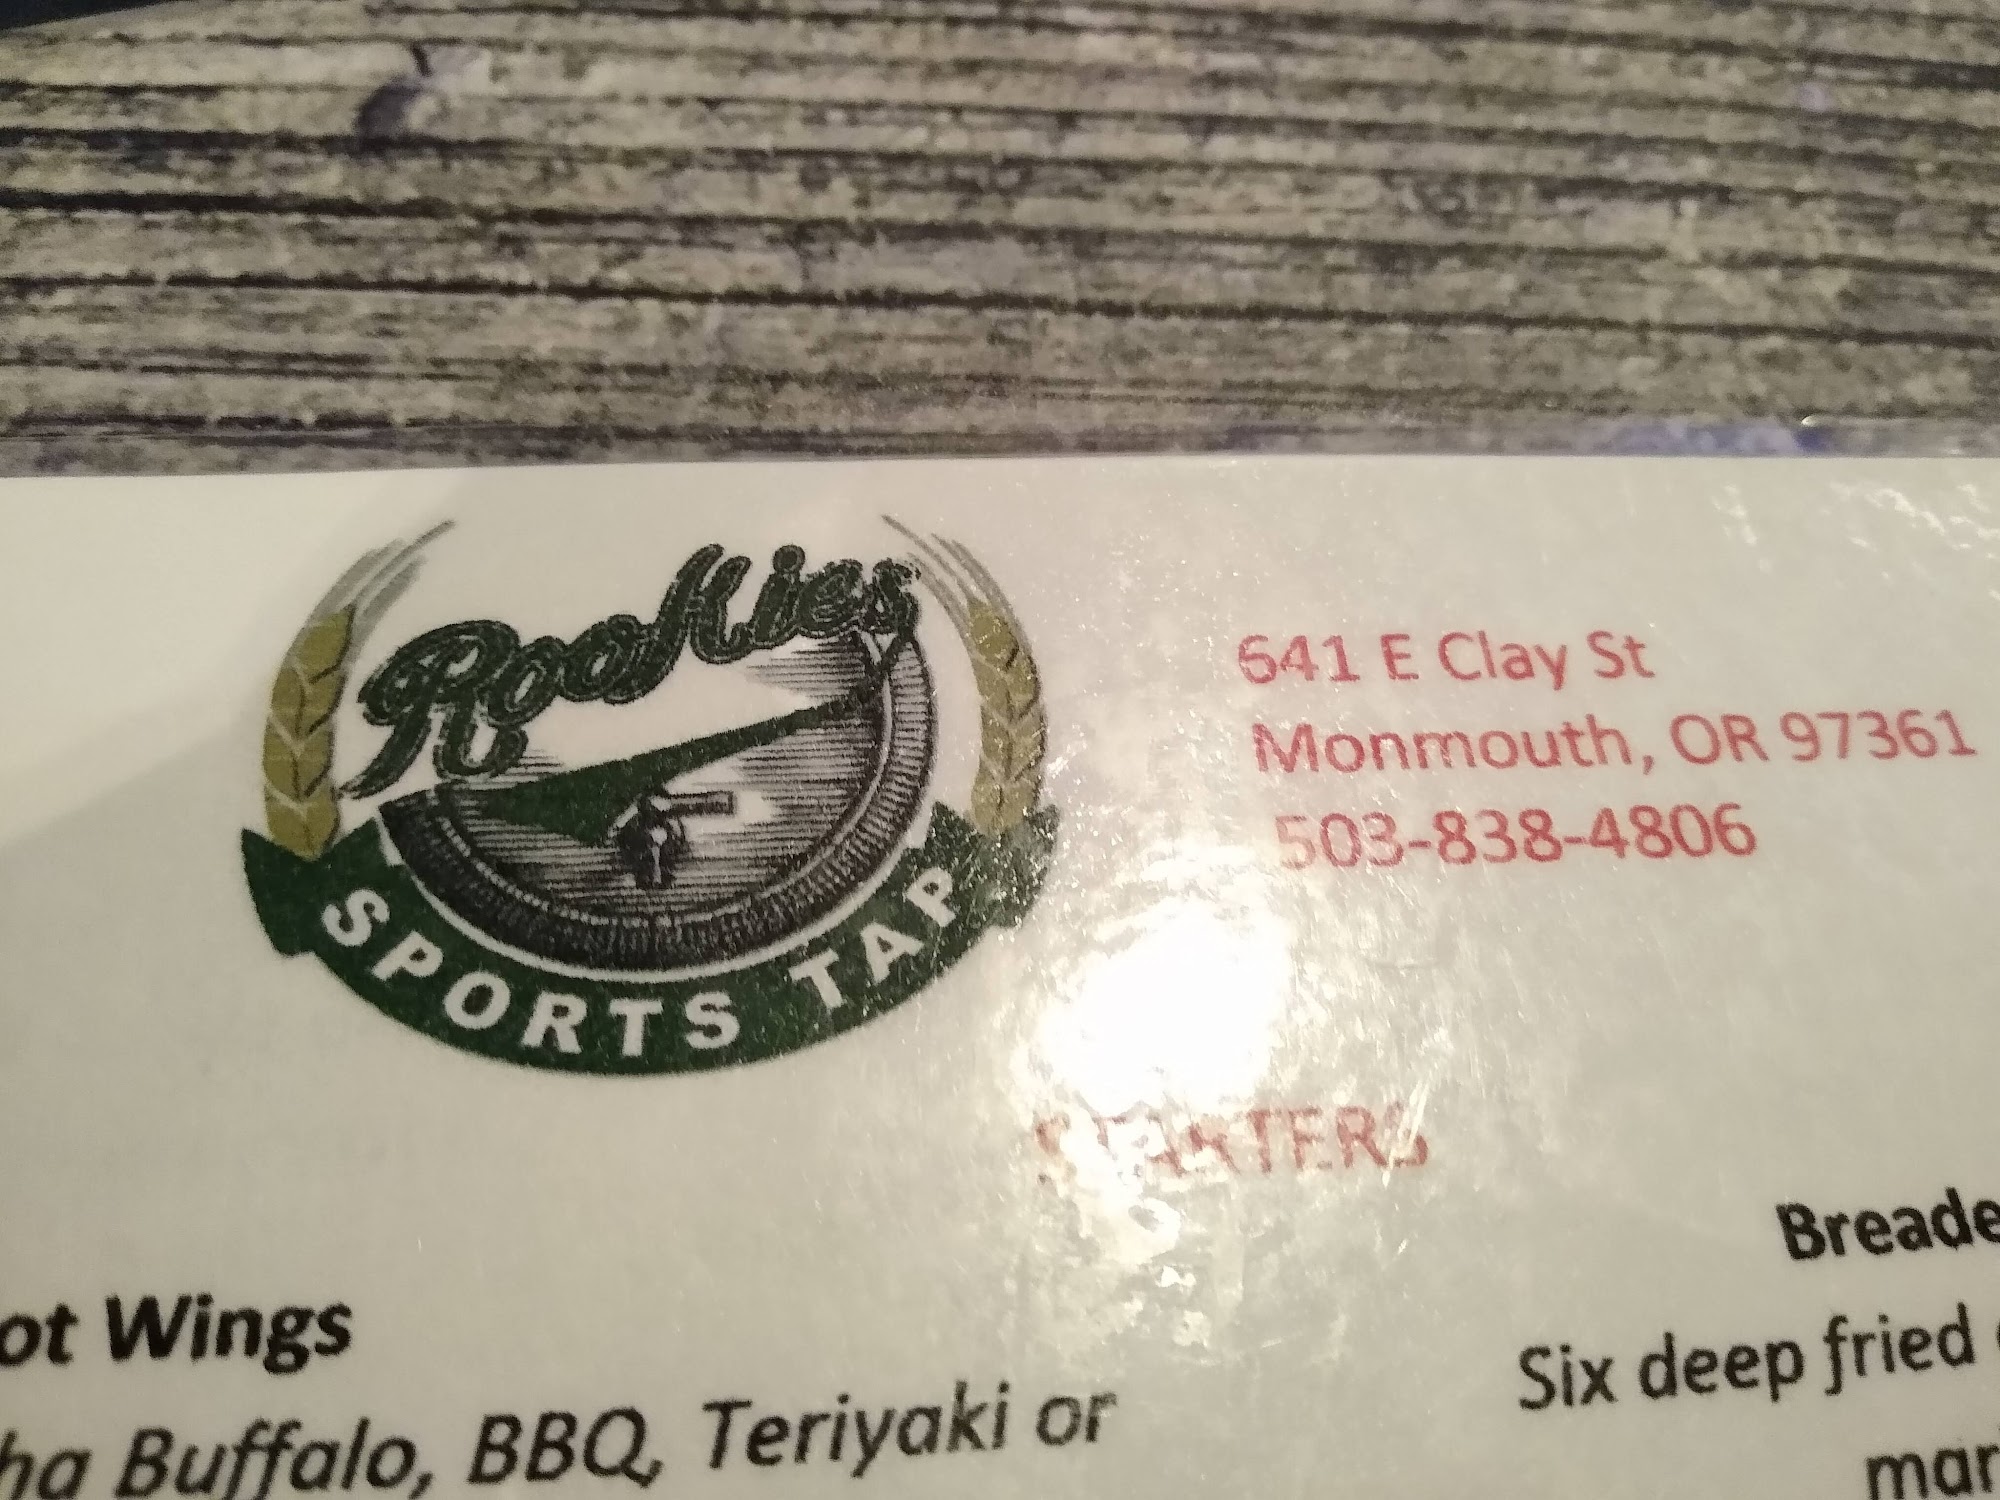 Rookies
SPORTS TAP
641 E Clay St
Monmouth, OR 97361
503-838-4806
STARTERS
ot Wings
ha Buffalo, BBQ, Teriyaki or
Breade
Six deep fried
mar